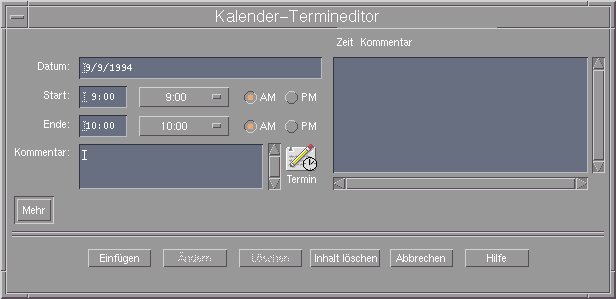 Kalender-Termineditor
Zeit Kommentar
Datum: 9/9/1994
Start: 9:00 9:00 AM PM
Ende: 10:00 10:00 AM PM
Kommentar:
Termin
Mehr
Einfügen Ändern Löschen Inhalt löschen Abbrechen Hilfe